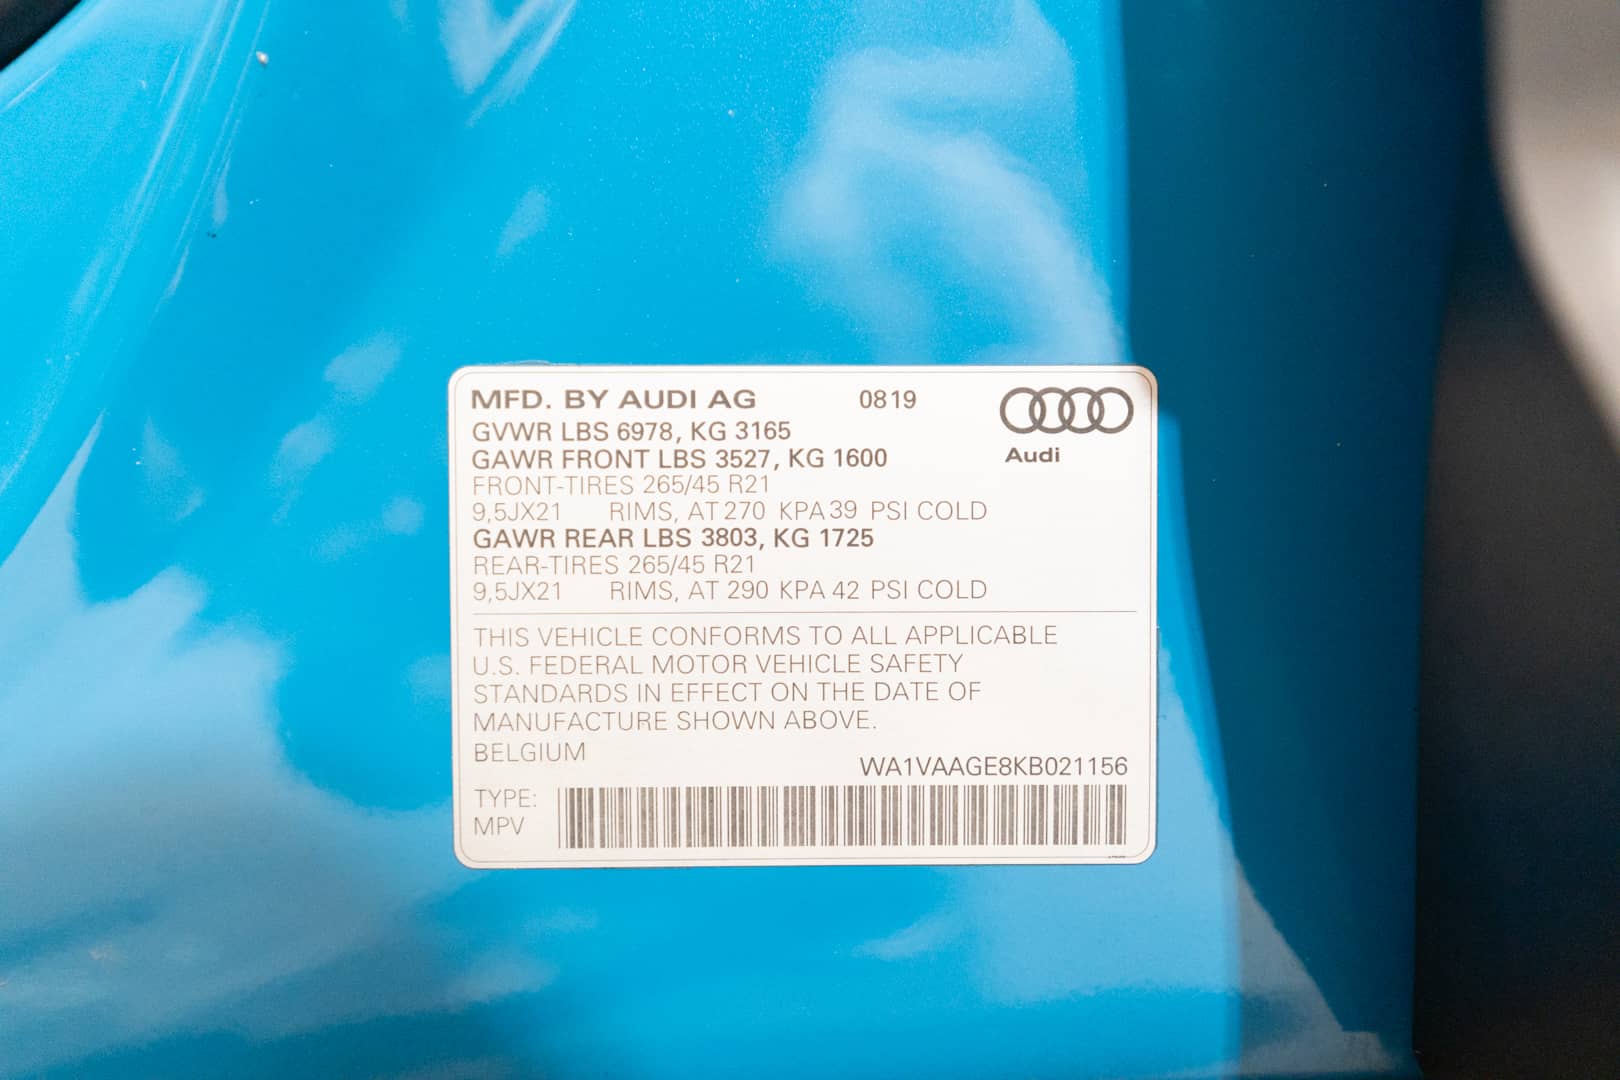 MFD. BY AUDI AG 0819
GVWR LBS 6978, KG 3165
GAWR FRONT LBS 3527, KG 1600
FRONT-TIRES 265/45 R21
9,5JX21 RIMS, AT 270 KPA 39 PSI COLD
GAWR REAR LBS 3803, KG 1725
REAR-TIRES 265/45 R21
9,5JX21 RIMS, AT 290 KPA 42 PSI COLD
Audi
THIS VEHICLE CONFORMS TO ALL APPLICABLE
U.S. FEDERAL MOTOR VEHICLE SAFETY
STANDARDS IN EFFECT ON THE DATE OF
MANUFACTURE SHOWN ABOVE.
BELGIUM
WA1VAAGE8KB021156
TYPE:
MPV